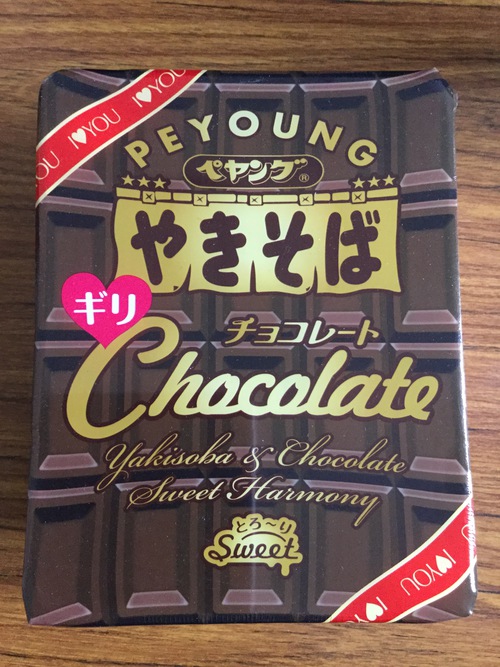 OU I♥YOU I♥YOU
PEYOUNG
ペヤング®
やきそば
ギリ
チョコレート
Chocolate
Yakisoba & Chocolate
Sweet Harmony
とろ〜り
Sweet
I♥YOU I♥YOU